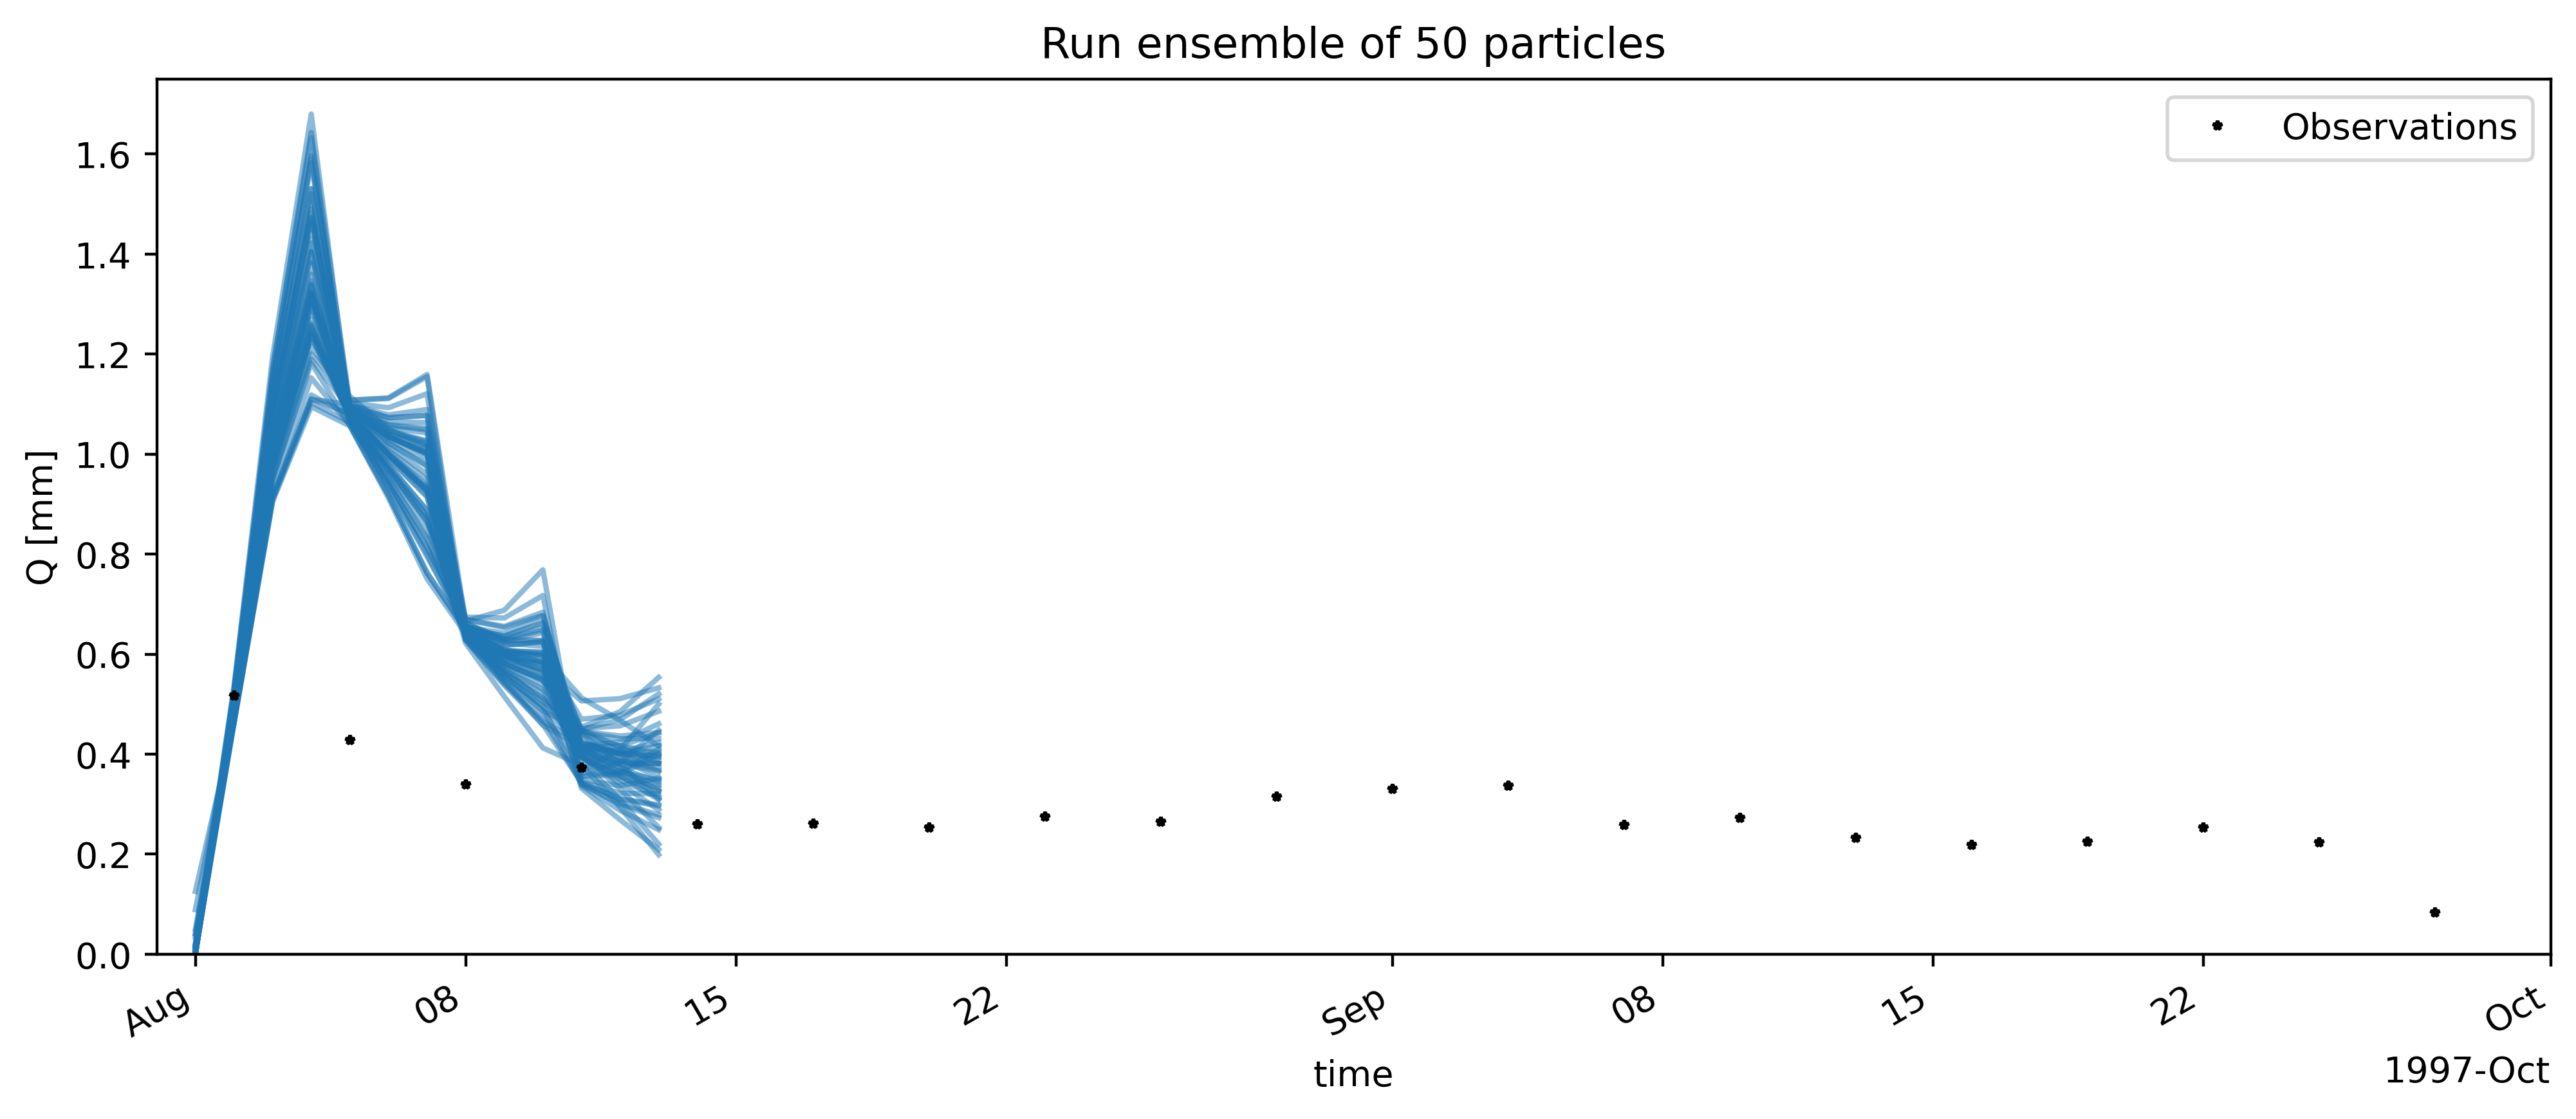 Run ensemble of 50 particles
Observations
Q [mm]
1.6
1.4
1.2
1.0
0.8
0.6
0.4
0.2
0.0
Aug 08 15 22 Sep 08 15 22 Oct
time
1997-Oct